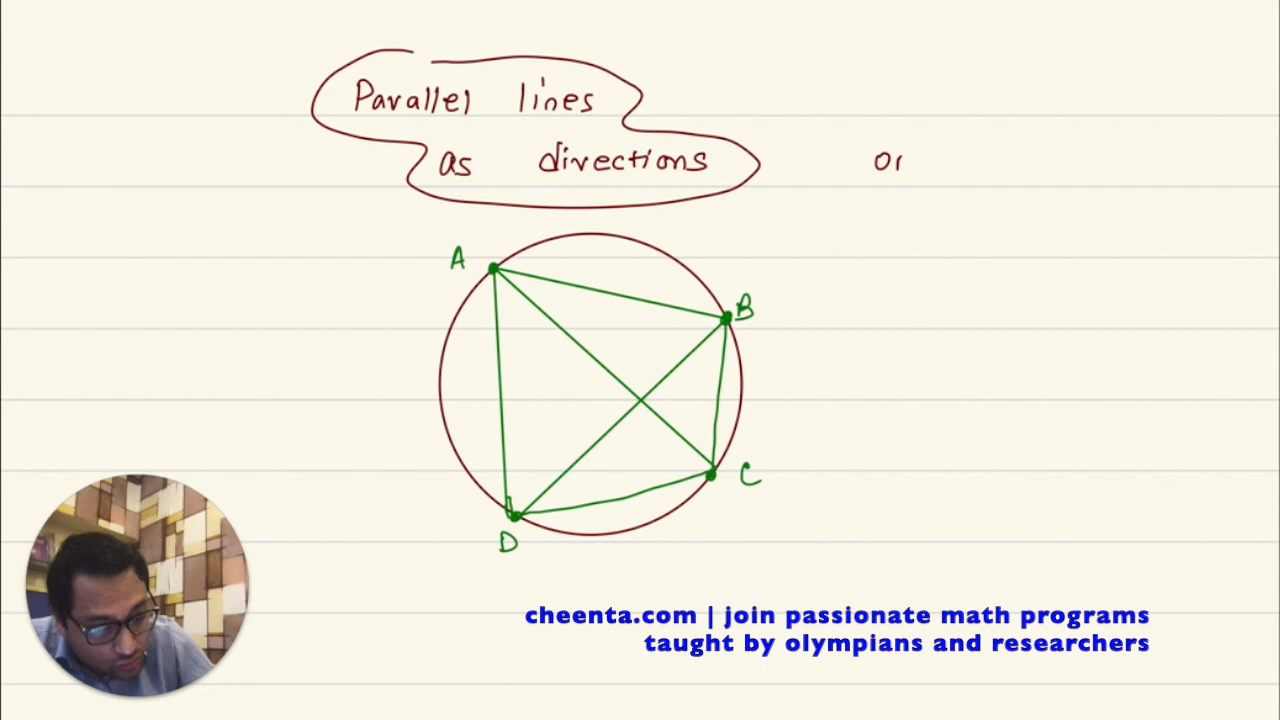 Parallel lines
as directions or
A
B
C
D
cheenta.com | join passionate math programs
taught by olympians and researchers